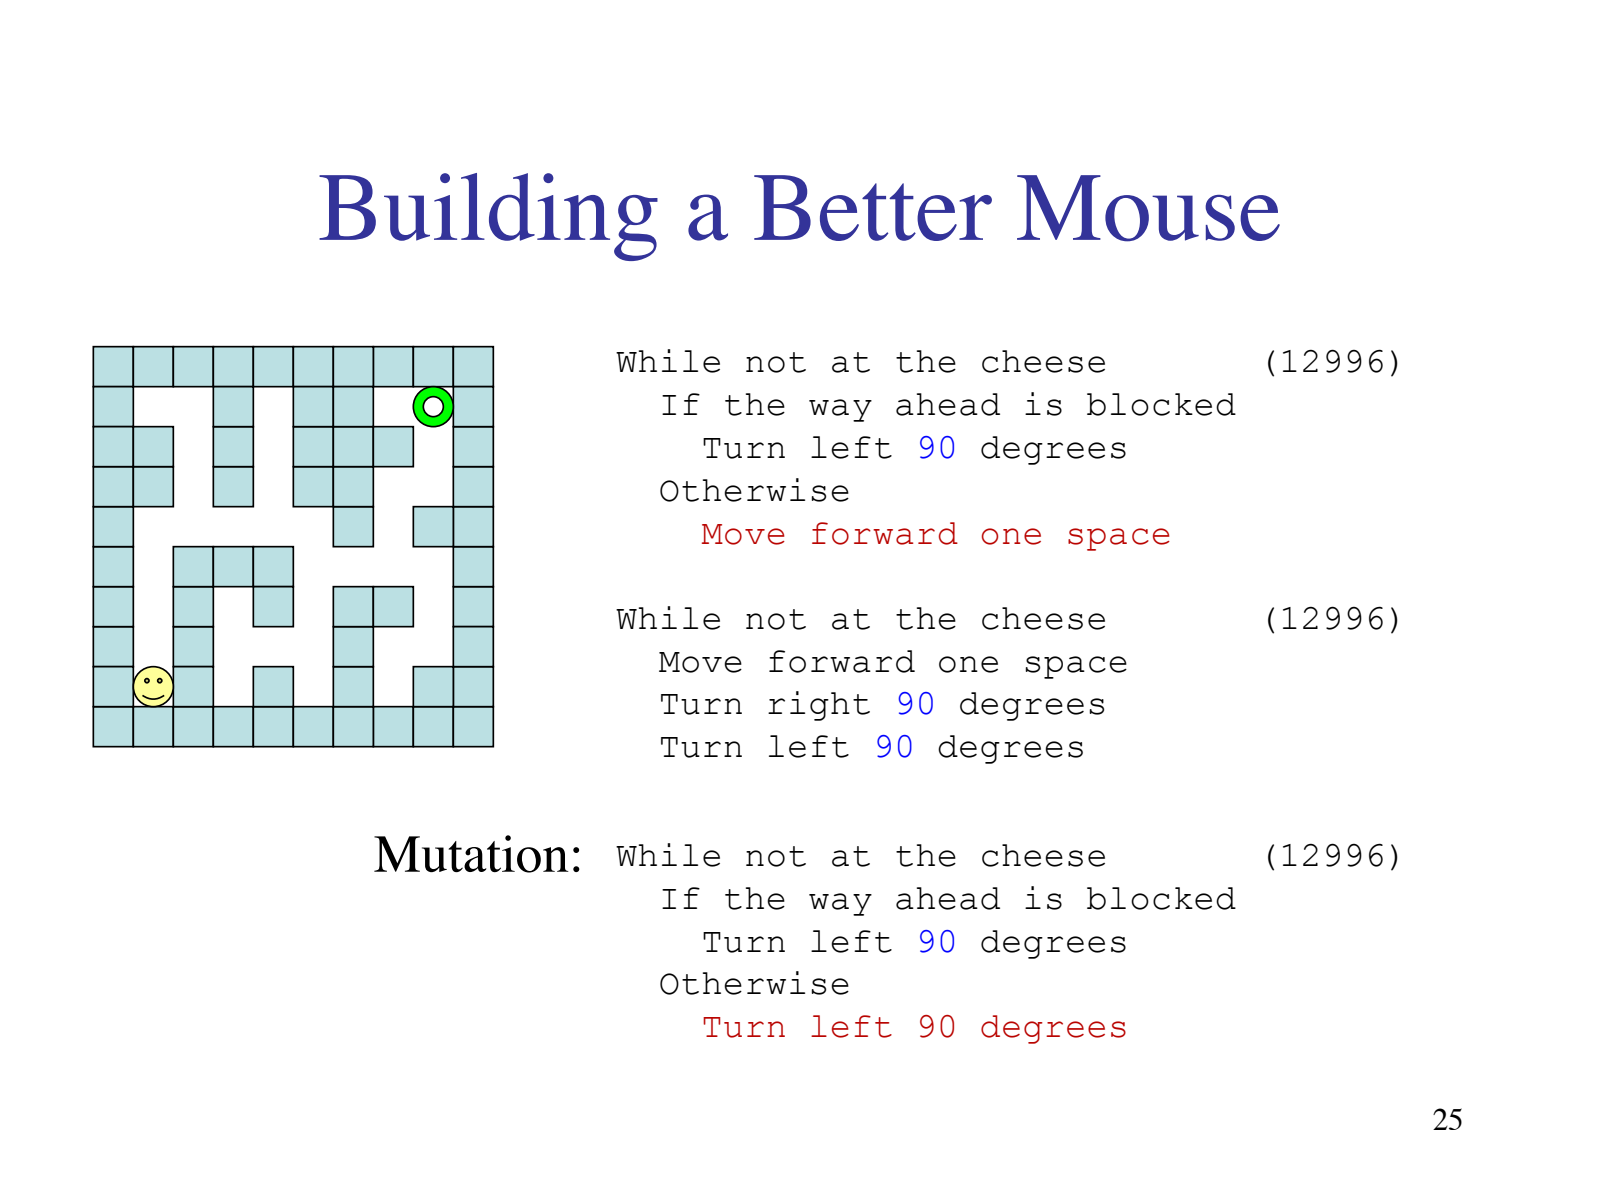 Building a Better Mouse
While not at the cheese (12996)
If the way ahead is blocked
Turn left 90 degrees
Otherwise
Move forward one space
While not at the cheese (12996)
Move forward one space
Turn right 90 degrees
Turn left 90 degrees
Mutation: While not at the cheese (12996)
If the way ahead is blocked
Turn left 90 degrees
Otherwise
Turn left 90 degrees
25